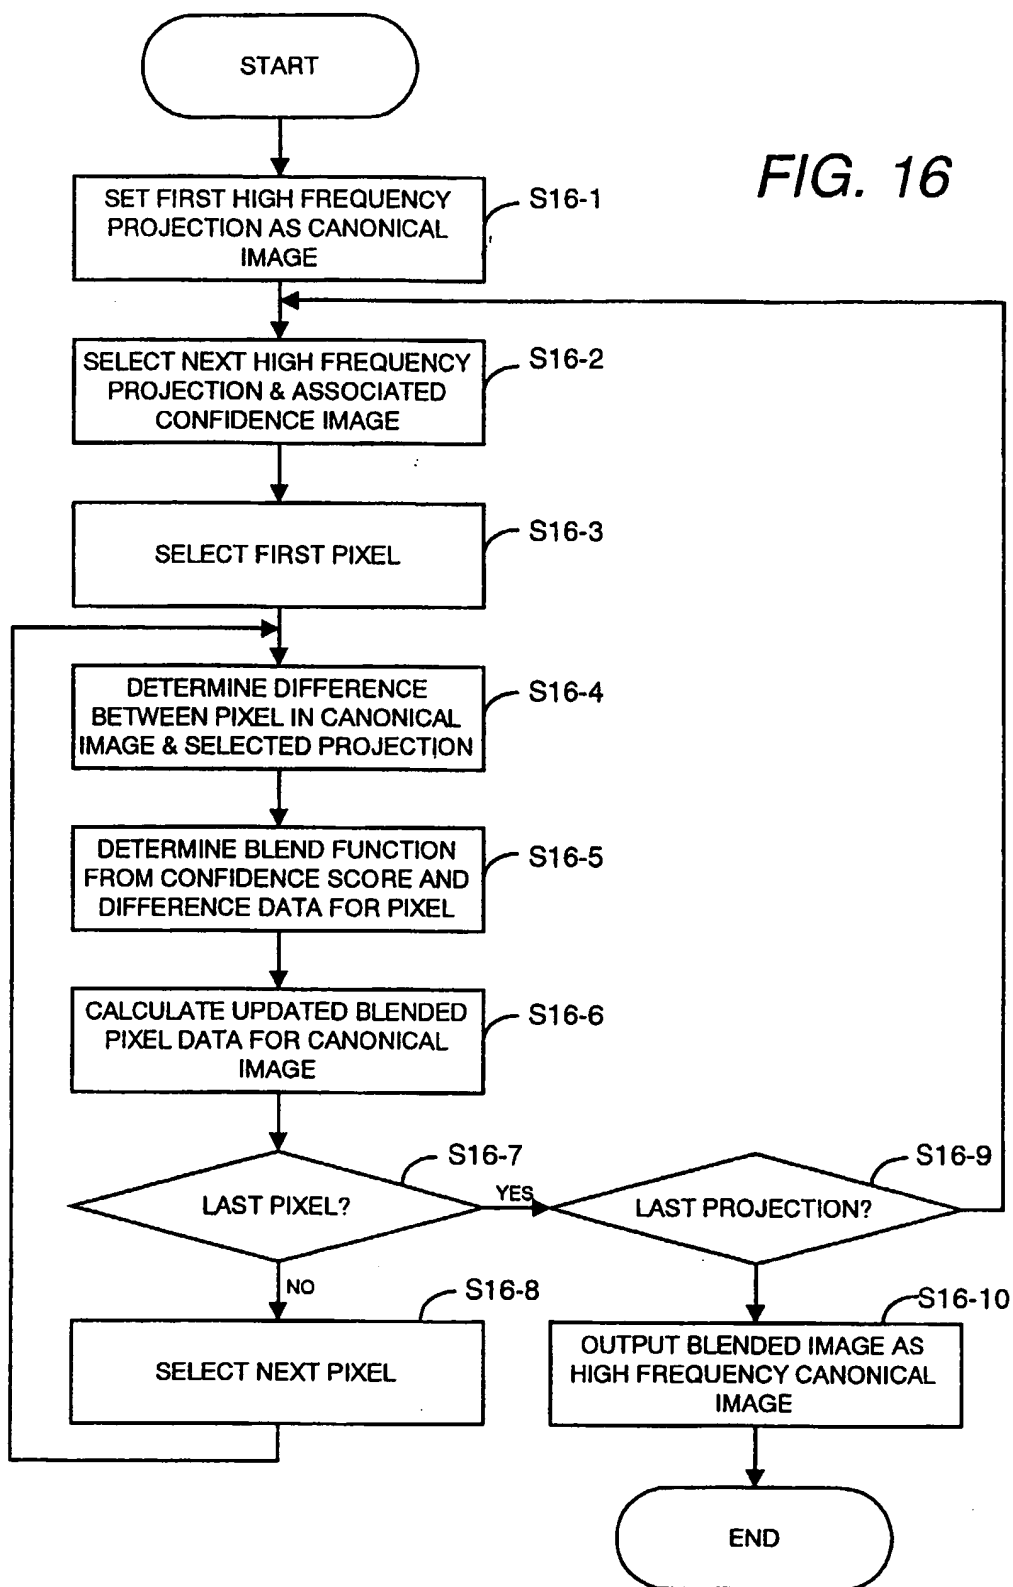 START
FIG. 16
SET FIRST HIGH FREQUENCY
PROJECTION AS CANONICAL
IMAGE
S16-1
SELECT NEXT HIGH FREQUENCY
PROJECTION & ASSOCIATED
CONFIDENCE IMAGE
S16-2
SELECT FIRST PIXEL
S16-3
DETERMINE DIFFERENCE
BETWEEN PIXEL IN CANONICAL
IMAGE & SELECTED PROJECTION
S16-4
DETERMINE BLEND FUNCTION
FROM CONFIDENCE SCORE AND
DIFFERENCE DATA FOR PIXEL
S16-5
CALCULATE UPDATED BLENDED
PIXEL DATA FOR CANONICAL
IMAGE
S16-6
LAST PIXEL?
S16-7
YES
LAST PROJECTION?
S16-9
NO
SELECT NEXT PIXEL
S16-8
OUTPUT BLENDED IMAGE AS
HIGH FREQUENCY CANONICAL
IMAGE
S16-10
END